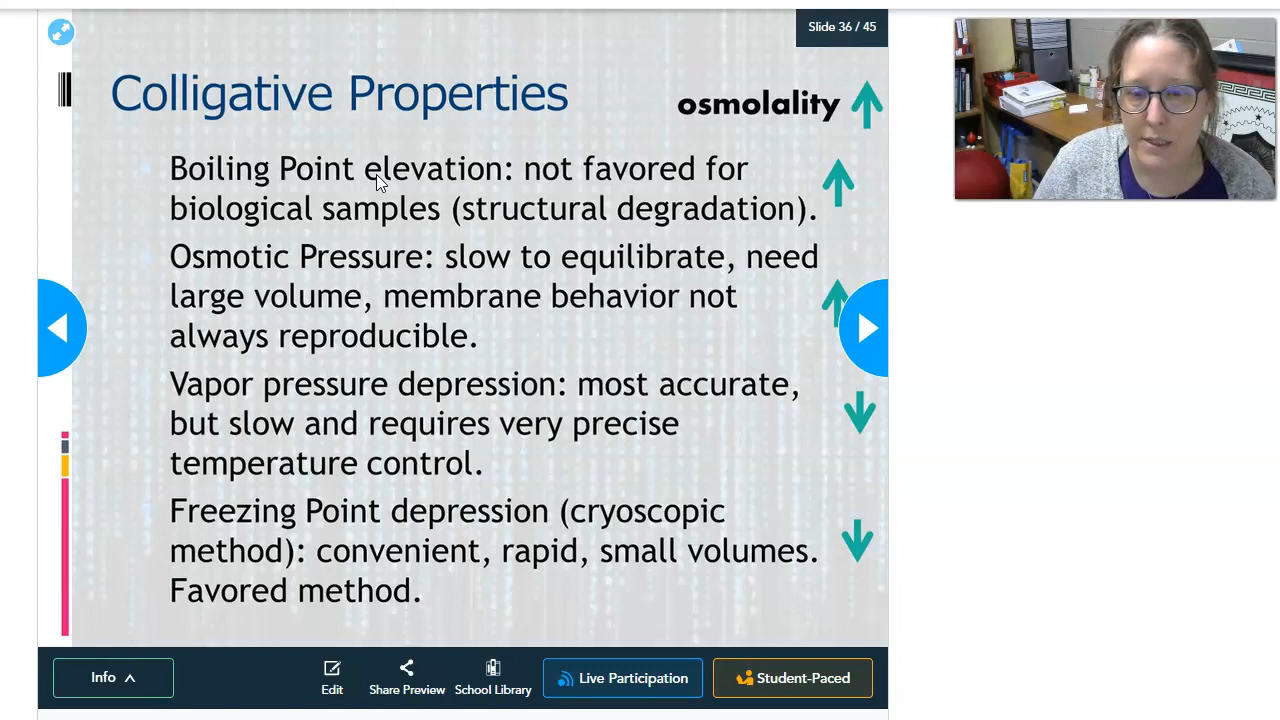 Slide 36 / 45
Colligative Properties
osmolality
Boiling Point elevation: not favored for
biological samples (structural degradation).
Osmotic Pressure: slow to equilibrate, need
large volume, membrane behavior not
always reproducible.
Vapor pressure depression: most accurate,
but slow and requires very precise
temperature control.
Freezing Point depression (cryoscopic
method): convenient, rapid, small volumes.
Favored method.
Info
Edit
Share Preview
School Library
Live Participation
Student-Paced